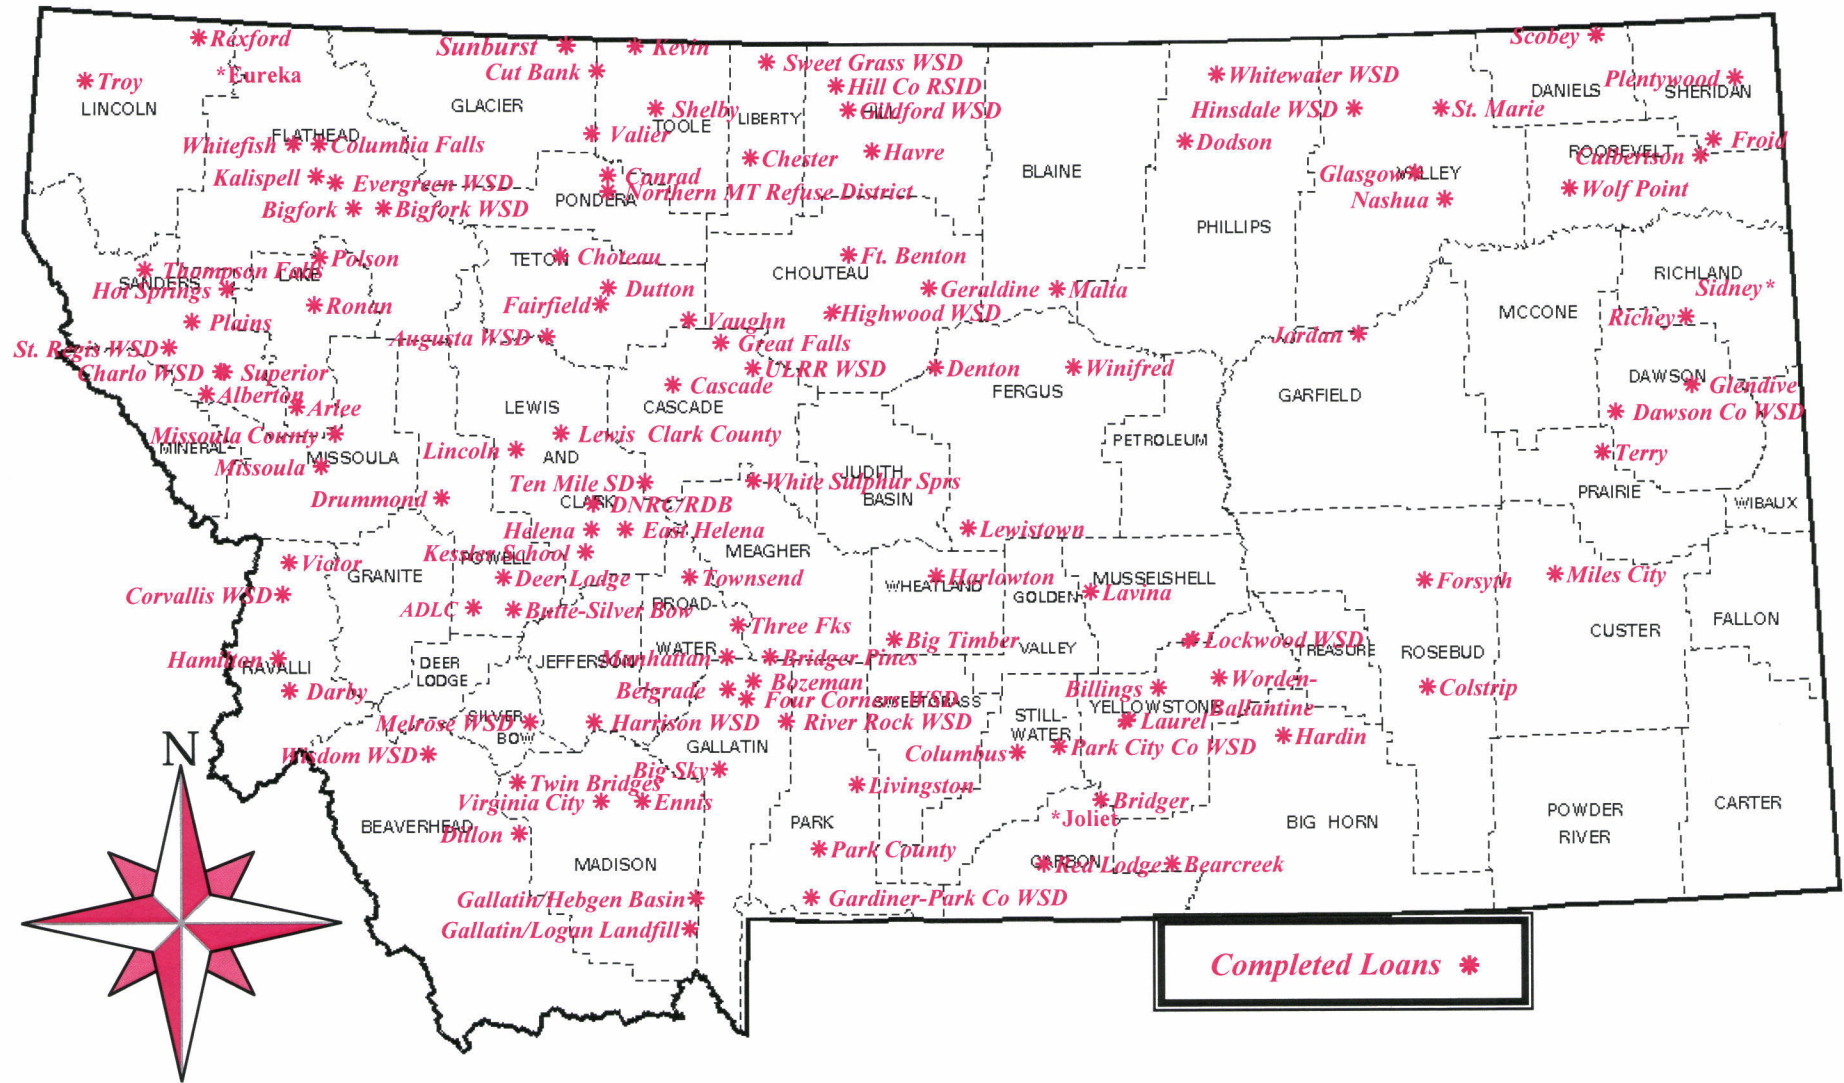 Rexford
Sunburst
Kevin
Scobey
*Eureka
Cut Bank
Sweet Grass WSD
Whitewater WSD
Plentywood
Troy
Hill Co RSID
DANIELS
SHERIDAN
LINCOLN
GLACIER
Shelby
TOOLE
LIBERTY
Gildford WSD
HILL
Hinsdale WSD
St. Marie
FLATHEAD
Valier
Dodson
Froid
Whitefish
Columbia Falls
Chester
Havre
ROOSEVELT
Culbertson
BLAINE
Kalispell
Evergreen WSD
Conrad
Glasgow
VALLEY
Northern MT Refuse District
PONDERA
Nashua
Wolf Point
Bigfork
Bigfork WSD
PHILLIPS
Polson
TETON
Choteau
Ft. Benton
Thompson Falls
LAKE
CHOUTEAU
RICHLAND
SANDERS
Hot Springs
Dutton
Geraldine
Malta
Sidney*
Ronan
Fairfield
Highwood WSD
MCCONE
Richey
Plains
Vaughn
Augusta WSD
Great Falls
Jordan
St. Regis WSD
Charlo WSD
Superior
ULRR WSD
Denton
Winifred
DAWSON
Glendive
Alberton
Cascade
FERGUS
GARFIELD
Arlee
LEWIS
CASCADE
Dawson Co WSD
Missoula County
Lewis Clark County
PETROLEUM
MINERAL
MISSOULA
Lincoln
AND
Terry
Missoula
JUDITH
BASIN
Ten Mile SD
White Sulphur Sprs
PRAIRIE
Drummond
CLARK
DNRC/RDB
WIBAUX
Helena
East Helena
Lewistown
Kessler School
MEAGHER
Victor
POWELL
GRANITE
Deer Lodge
Townsend
Harlowton
WHEATLAND
MUSSELSHELL
Forsyth
Miles City
Corvallis WSD
GOLDEN
VALLEY
Lavina
ADLC
Butte-Silver Bow
BROAD-
WATER
FALLON
Three Fks
Big Timber
Lockwood WSD
CUSTER
Hamilton
RAVALLI
DEER
LODGE
JEFFERSON
Manhattan
Bridger Pines
TREASURE
ROSEBUD
Darby
Belgrade
Bozeman
Billings
Worden-
Ballantine
Colstrip
Four Corners WSD
SWEETGRASS
YELLOWSTONE
Melrose WSD
SILVER
BOW
Harrison WSD
River Rock WSD
STILL-
WATER
Laurel
Hardin
Wisdom WSD
GALLATIN
Columbus
Park City Co WSD
Big Sky
Twin Bridges
Livingston
Virginia City
Ennis
Bridger
CARTER
POWDER
RIVER
BEAVERHEAD
Dillon
PARK
*Joliet
BIG HORN
MADISON
Park County
CARBON
Red Lodge
Bearcreek
Gallatin/Hebgen Basin
Gardiner-Park Co WSD
Gallatin/Logan Landfill
N
Completed Loans